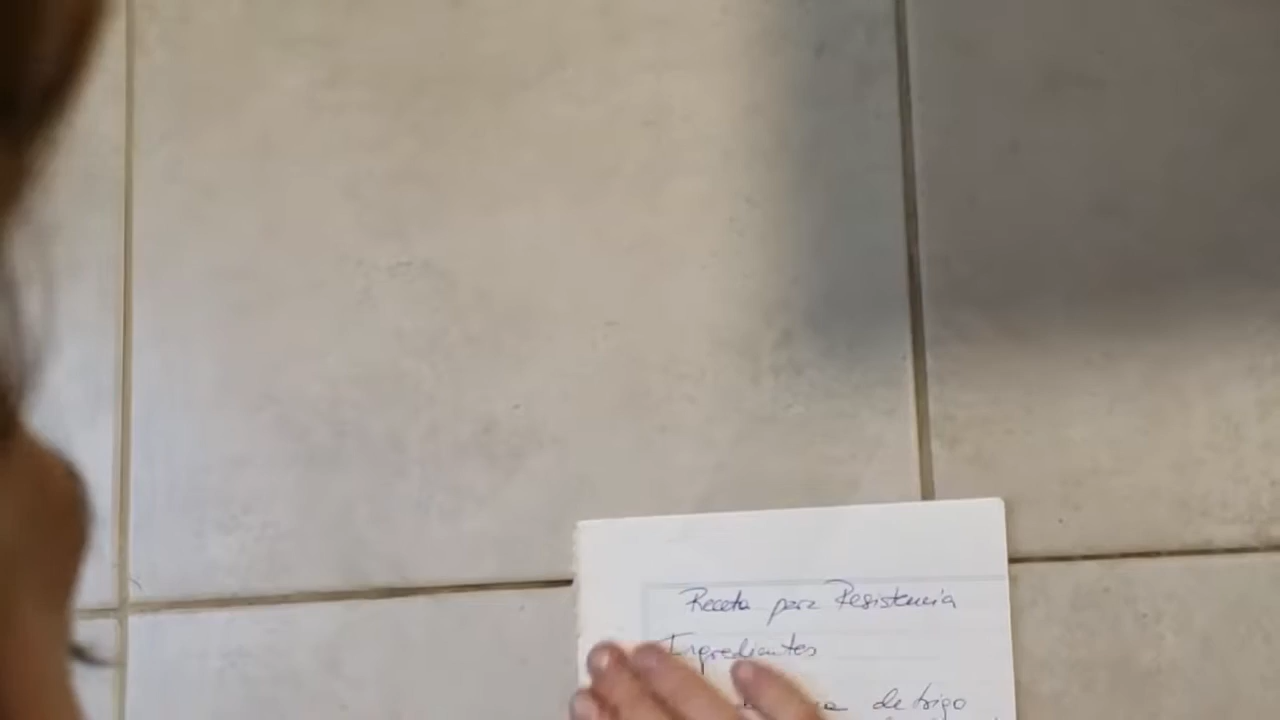 Receta para Resistencia
Ingredientes
de trigo